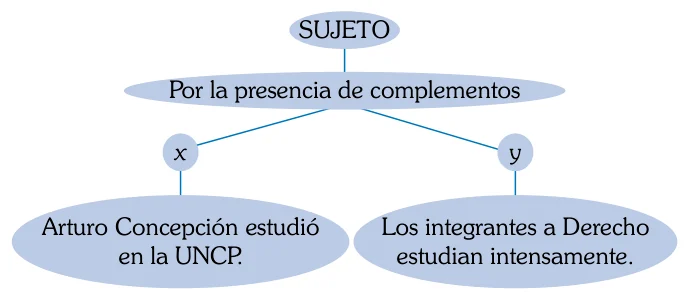 SUJETO
Por la presencia de complementos
x
y
Arturo Concepción estudió
en la UNCP.
Los integrantes a Derecho
estudian intensamente.